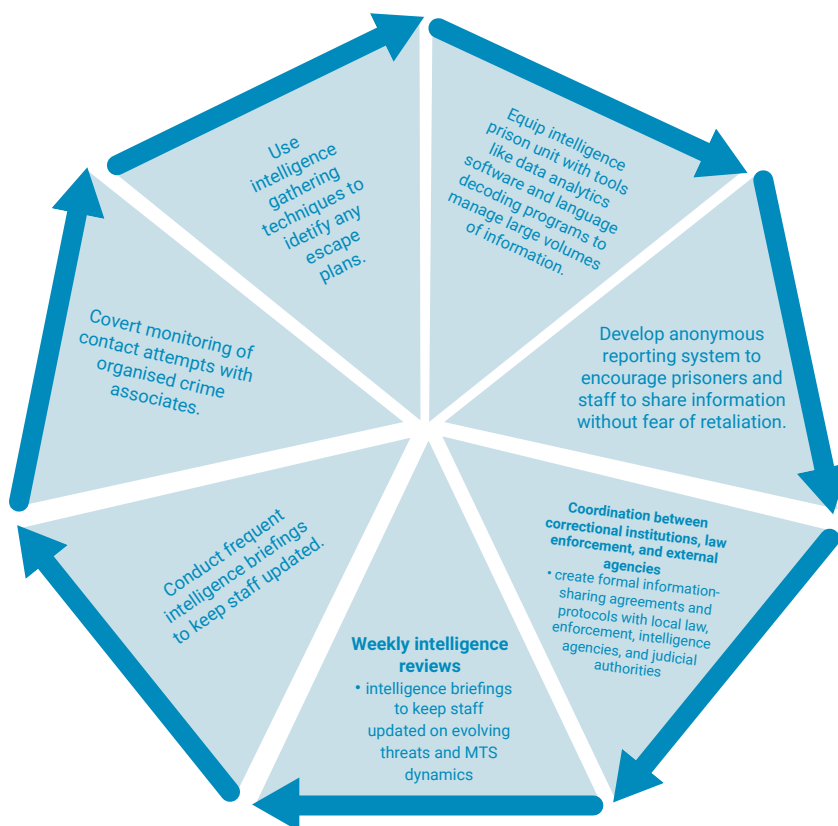 Equip intelligence
prison unit with tools
like data analytics
software and language
decoding programs to
manage large volumes
of information.
Develop anonymous
reporting system to
encourage prisoners and
staff to share information
without fear of retaliation.
Coordination between
correctional institutions, law
enforcement, and external
agencies
• create formal information-
sharing agreements and
protocols with local law,
enforcement, intelligence
agencies, and judicial
authorities
Weekly intelligence
reviews
• intelligence briefings
to keep staff
updated on evolving
threats and MTS
dynamics
Conduct frequent
intelligence briefings
to keep staff updated.
Covert monitoring of
contact attempts with
organised crime
associates.
Use
intelligence
gathering
techniques to
idetify any
escape
plans.